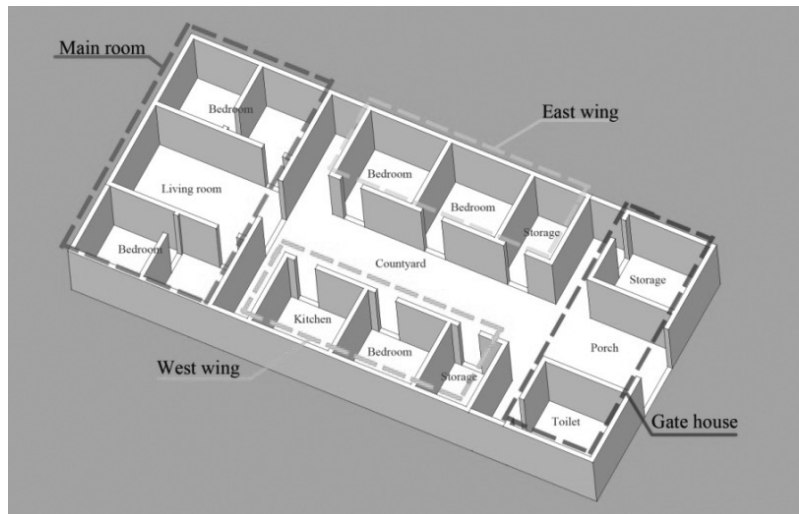 Main room
Bedroom
East wing
Bedroom
Living room
Bedroom
Storage
Bedroom
Courtyard
Storage
Kitchen
Porch
Bedroom
West wing
Storage
Toilet
Gate house